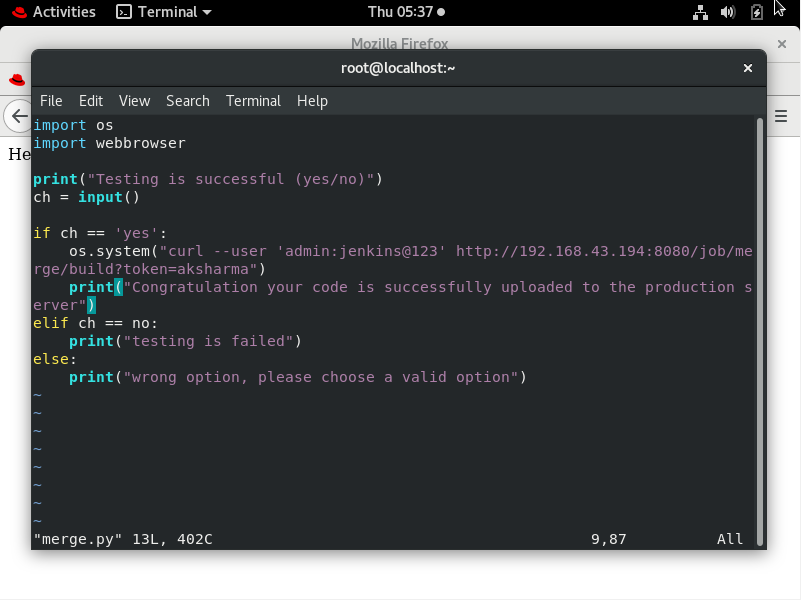 Activities Terminal Thu 05:37
Mozilla Firefox
root@localhost:~
File Edit View Search Terminal Help
He
import os
import webbrowser
print("Testing is successful (yes/no)")
ch = input()
if ch == 'yes':
os.system("curl --user 'admin:jenkins@123' http://192.168.43.194:8080/job/me
rge/build?token=aksharma")
print("Congratulation your code is successfully uploaded to the production s
erver")
elif ch == no:
print("testing is failed")
else:
print("wrong option, please choose a valid option")
~
~
~
~
~
~
~
~
"merge.py" 13L, 402C 9,87 All